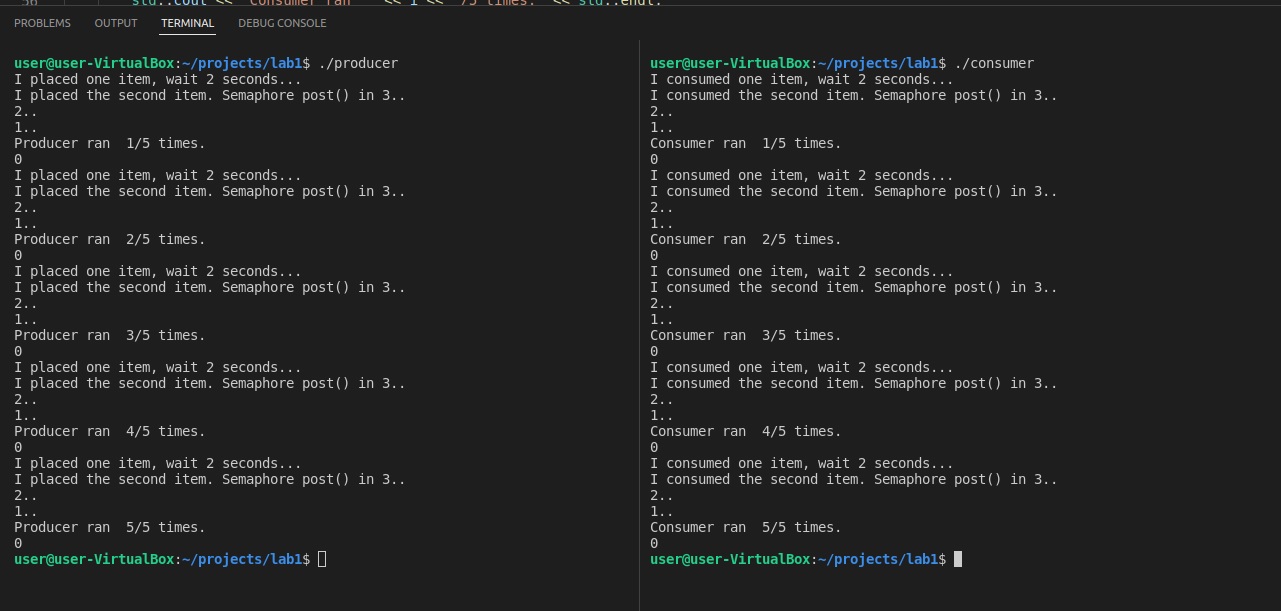 PROBLEMS OUTPUT TERMINAL DEBUG CONSOLE
user@user-VirtualBox:~/projects/lab1$ ./producer
I placed one item, wait 2 seconds...
I placed the second item. Semaphore post() in 3..
2..
1..
Producer ran  1/5 times.
0
I placed one item, wait 2 seconds...
I placed the second item. Semaphore post() in 3..
2..
1..
Producer ran  2/5 times.
0
I placed one item, wait 2 seconds...
I placed the second item. Semaphore post() in 3..
2..
1..
Producer ran  3/5 times.
0
I placed one item, wait 2 seconds...
I placed the second item. Semaphore post() in 3..
2..
1..
Producer ran  4/5 times.
0
I placed one item, wait 2 seconds...
I placed the second item. Semaphore post() in 3..
2..
1..
Producer ran  5/5 times.
0
user@user-VirtualBox:~/projects/lab1$
user@user-VirtualBox:~/projects/lab1$ ./consumer
I consumed one item, wait 2 seconds...
I consumed the second item. Semaphore post() in 3..
2..
1..
Consumer ran  1/5 times.
0
I consumed one item, wait 2 seconds...
I consumed the second item. Semaphore post() in 3..
2..
1..
Consumer ran  2/5 times.
0
I consumed one item, wait 2 seconds...
I consumed the second item. Semaphore post() in 3..
2..
1..
Consumer ran  3/5 times.
0
I consumed one item, wait 2 seconds...
I consumed the second item. Semaphore post() in 3..
2..
1..
Consumer ran  4/5 times.
0
I consumed one item, wait 2 seconds...
I consumed the second item. Semaphore post() in 3..
2..
1..
Consumer ran  5/5 times.
0
user@user-VirtualBox:~/projects/lab1$